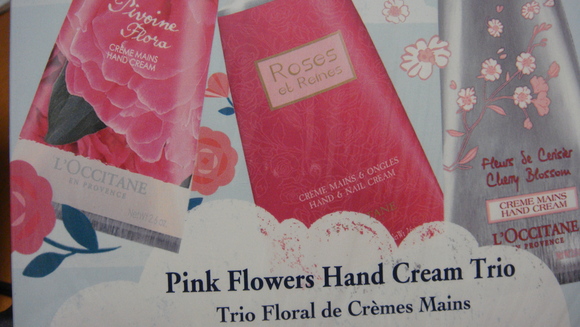 Pivoine
Flora
CRÈME MAINS
HAND CREAM
L'OCCITANE
EN PROVENCE
Roses
et Reines
CRÈME MAINS & ONGLES
HAND & NAIL CREAM
Fleurs de Cerisier
Cherry Blossom
CRÈME MAINS
HAND CREAM
L'OCCITANE
EN PROVENCE
Pink Flowers Hand Cream Trio
Trio Floral de Crèmes Mains